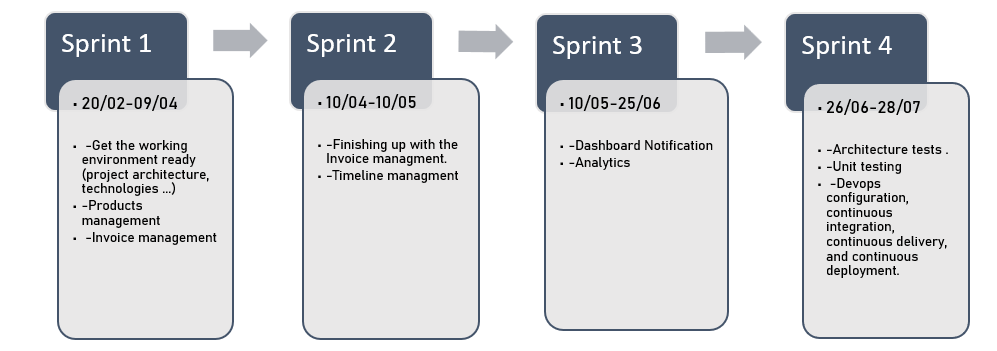 Sprint 1
20/02-09/04
-Get the working
environment ready
(project architecture,
technologies ...)
-Products
management
-Invoice management
Sprint 2
10/04-10/05
-Finishing up with the
Invoice managment.
-Timeline managment
Sprint 3
10/05-25/06
-Dashboard Notification
-Analytics
Sprint 4
26/06-28/07
-Architecture tests .
-Unit testing
-Devops
configuration,
continuous
integration,
continuous delivery,
and continuous
deployment.